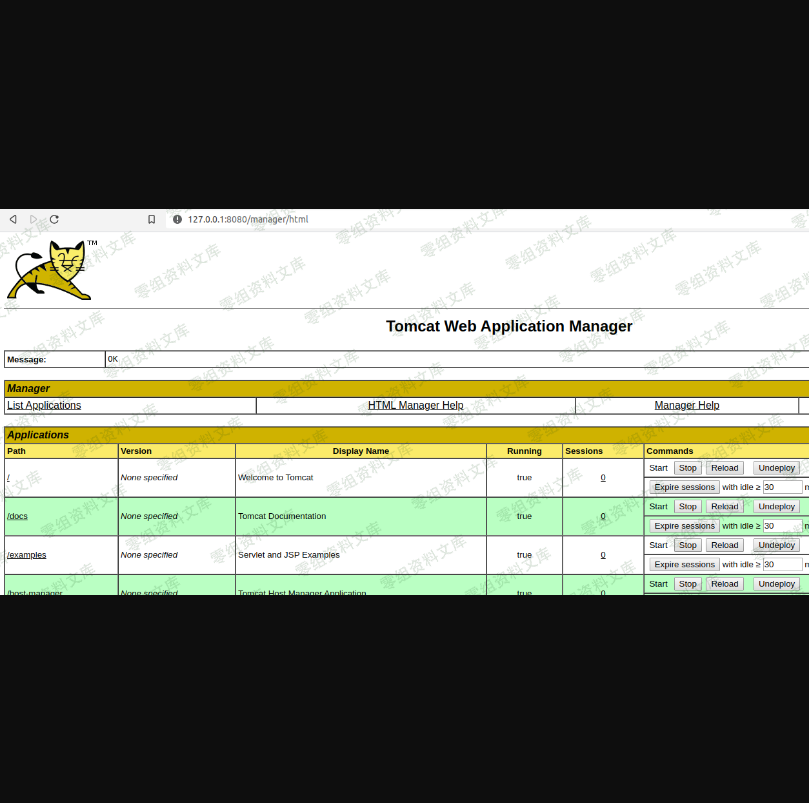 127.0.0.1:8080/manager/html
TM
Tomcat Web Application Manager
Message: OK
Manager
List Applications HTML Manager Help Manager Help
Applications
Path Version Display Name Running Sessions Commands
/ None specified Welcome to Tomcat true 0 Start Stop Reload Undeploy
Expire sessions with idle ≥ 30
/docs None specified Tomcat Documentation true 0 Start Stop Reload Undeploy
Expire sessions with idle ≥ 30
/examples None specified Servlet and JSP Examples true 0 Start Stop Reload Undeploy
Expire sessions with idle ≥ 30
/host-manager None specified Tomcat Host Manager Application true 0 Start Stop Reload Undeploy
零组资料文库